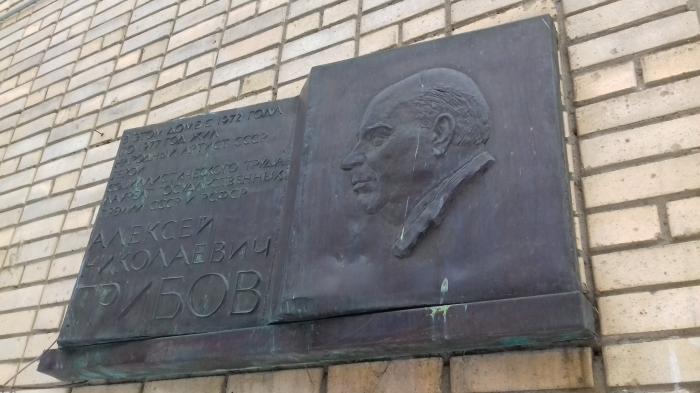 В ЭТОМ ДОМЕ С 1972 ГОДА
ПО 1977 ГОД ЖИЛ
НАРОДНЫЙ АРТИСТ СССР
ГЕРОЙ
СОЦИАЛИСТИЧЕСКОГО ТРУДА
ЛАУРЕАТ ГОСУДАРСТВЕННЫХ
ПРЕМИЙ СССР И РСФСР
АЛЕКСЕЙ
НИКОЛАЕВИЧ
ГРИБОВ